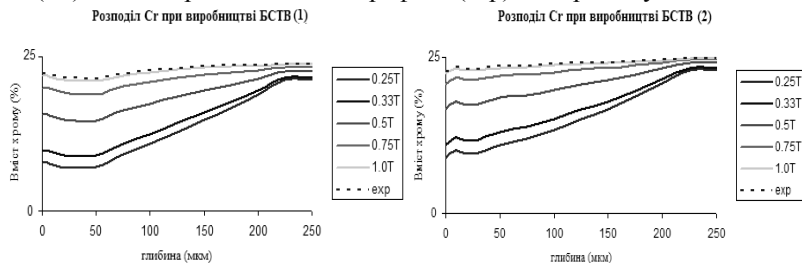 Розподіл Cr при виробництві БСТВ (1)
25
0
Вміст хрому (%)
0 50 100 150 200 250
глибина (мкм)
0.25T
0.33T
0.5T
0.75T
1.0T
exp
Розподіл Cr при виробництві БСТВ (2)
25
0
Вміст хрому (%)
0 50 100 150 200 250
глибина (мкм)
0.25T
0.33T
0.5T
0.75T
1.0T
exp